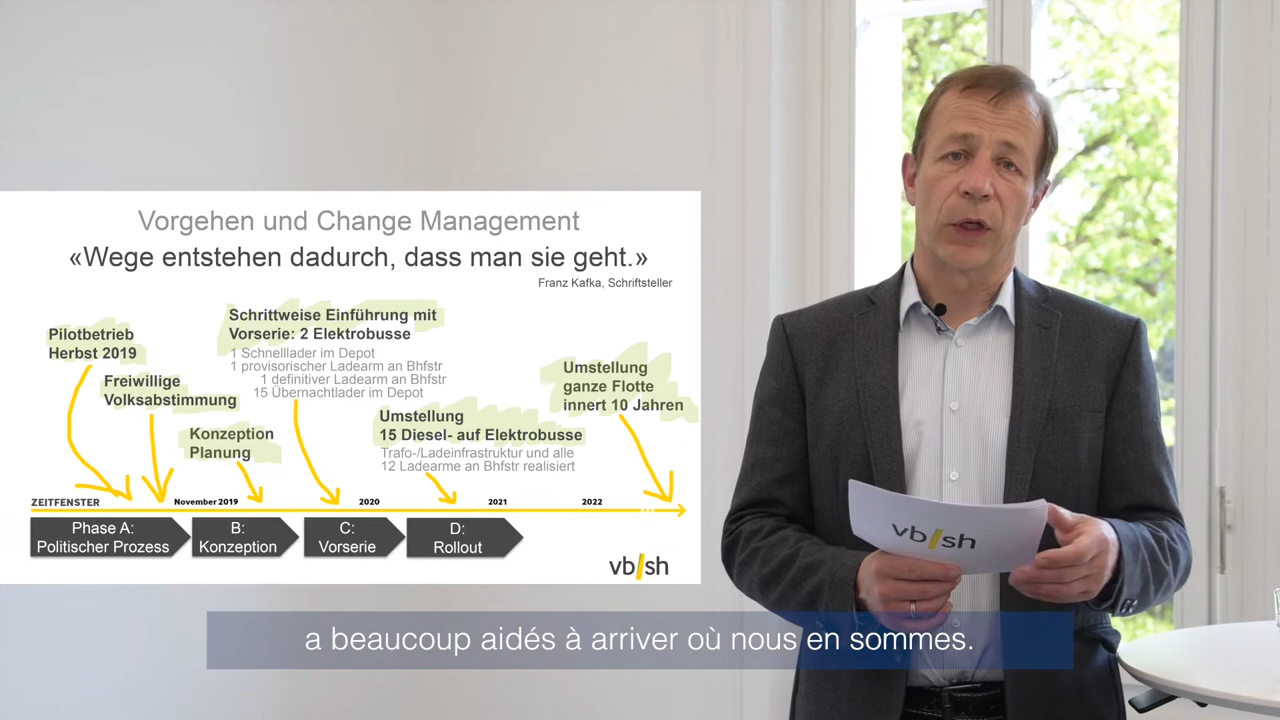 Vorgehen und Change Management
«Wege entstehen dadurch, dass man sie geht.»
Franz Kafka, Schriftsteller
Pilotbetrieb
Herbst 2019
Freiwillige
Volksabstimmung
Konzeption
Planung
Schrittweise Einführung mit
Vorserie: 2 Elektrobusse
1 Schnelllader im Depot
1 provisorischer Ladearm an Bhfstr
1 definitiver Ladearm an Bhfstr
15 Übernachtlader im Depot
Umstellung
15 Diesel- auf Elektrobusse
Trafo-/Ladeinfrastruktur und alle
12 Ladearme an Bhfstr realisiert
Umstellung
ganze Flotte
innert 10 Jahren
ZEITFENSTER
November 2019
2020
2021
2022
Phase A:
Politischer Prozess
B:
Konzeption
C:
Vorserie
D:
Rollout
vb/sh
vb/sh
a beaucoup aidés à arriver où nous en sommes.